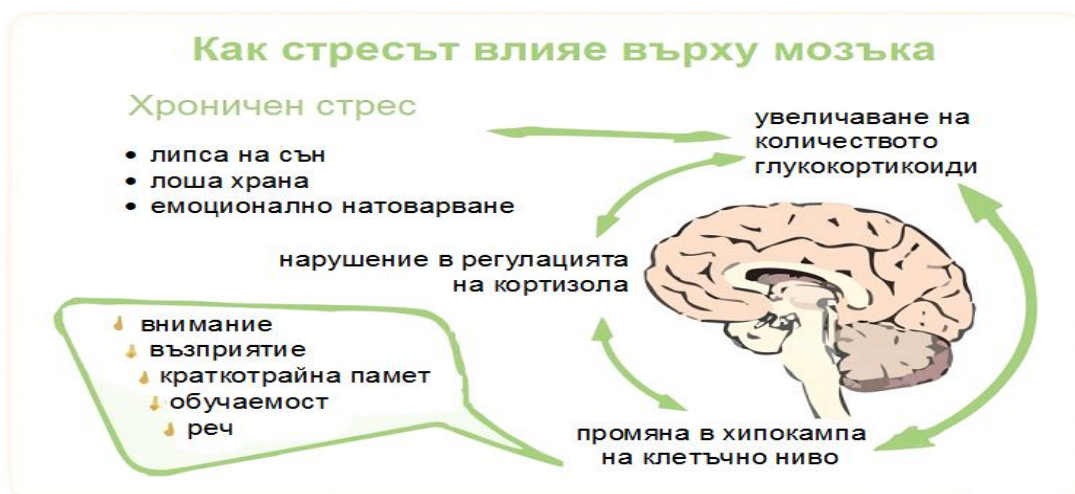 Как стресът влияе върху мозъка
Хроничен стрес
• липса на сън
• лоша храна
• емоционално натоварване
увеличаване на
количеството
глукокортикоиди
нарушение в регулацията
на кортизола
внимание
възприятие
краткотрайна памет
обучаемост
реч
промяна в хипокампа
на клетъчно ниво